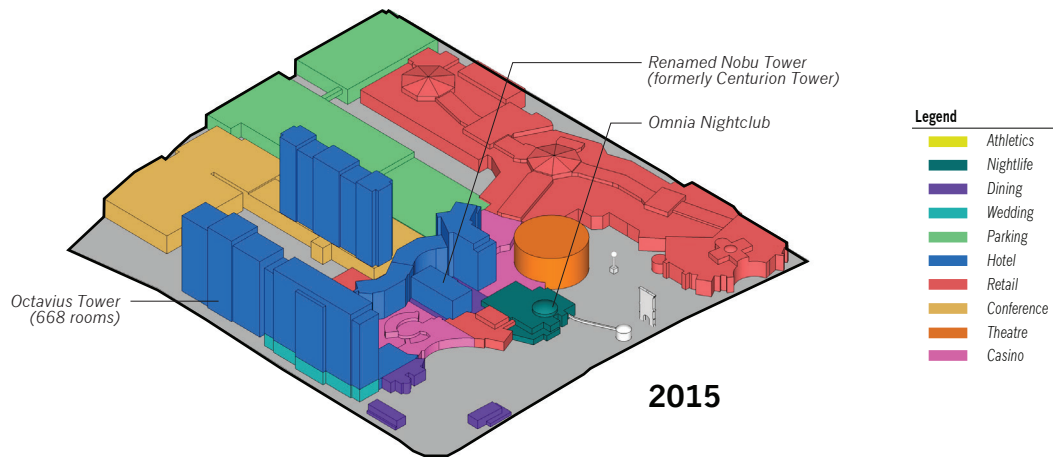 Renamed Nobu Tower
(formerly Centurion Tower)
Omnia Nightclub
Octavius Tower
(668 rooms)
2015
Legend
Athletics
Nightlife
Dining
Wedding
Parking
Hotel
Retail
Conference
Theatre
Casino